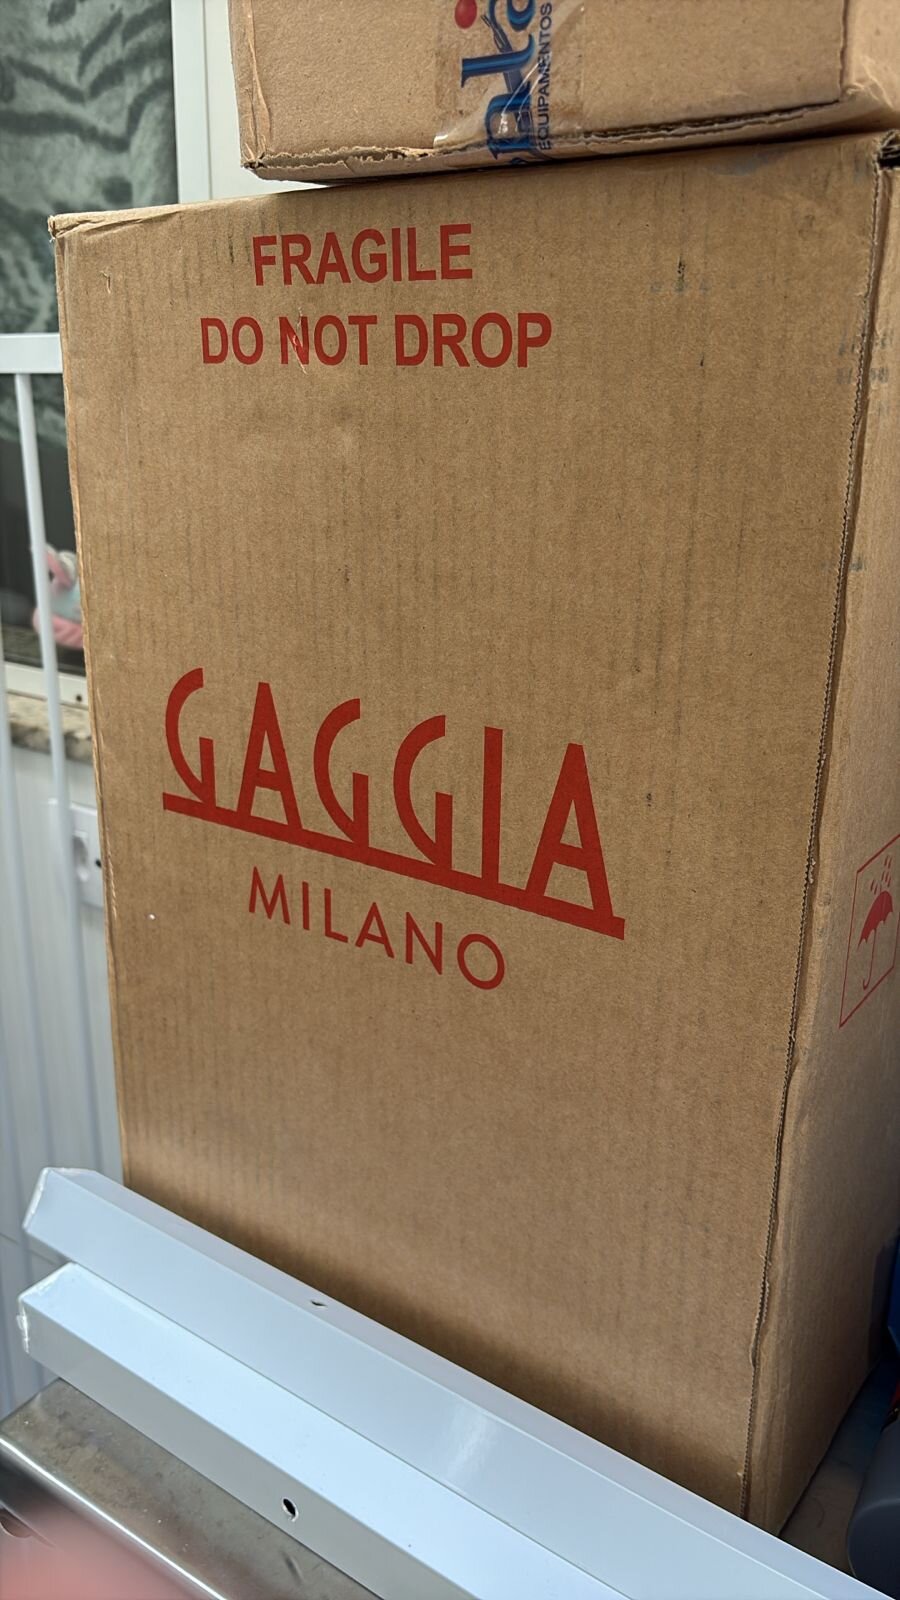 EQUIPAMENTOS
FRAGILE
DO NOT DROP
GAGGIA
MILANO